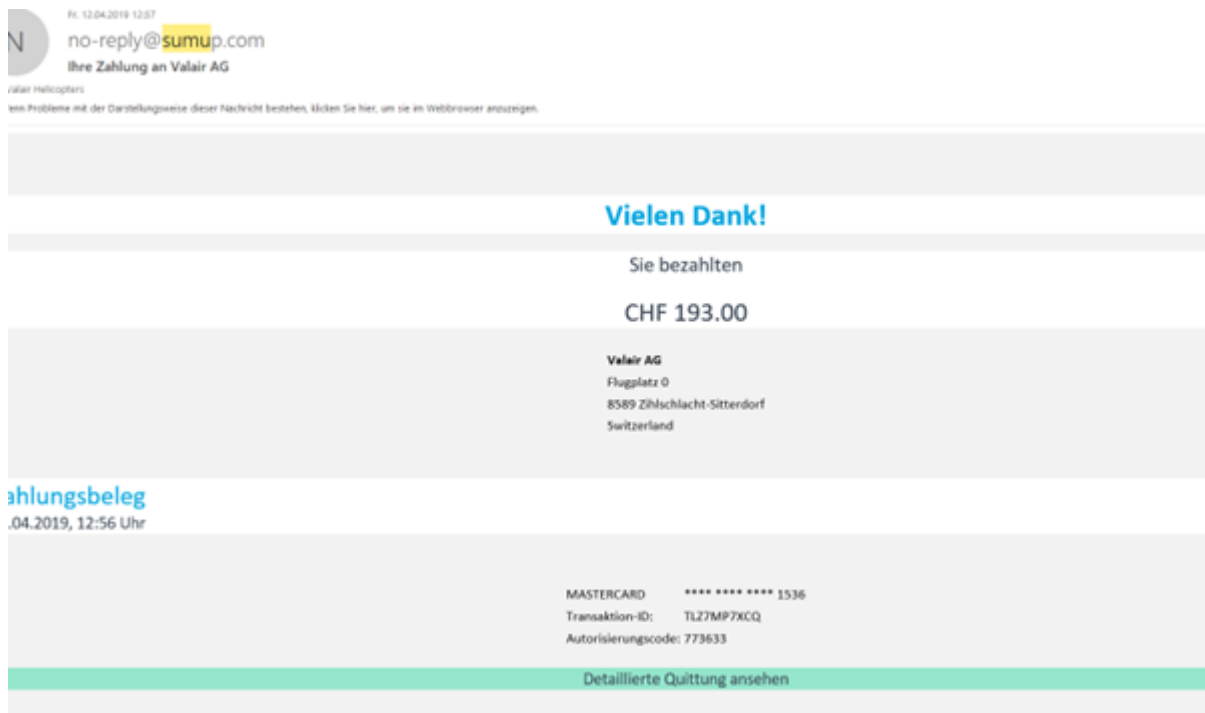 Fr. 12.04.2019 12:57
N
no-reply@sumup.com
Ihre Zahlung an Valair AG
Valair Helicopters
enn Probleme mit der Darstellungsweise dieser Nachricht bestehen, klicken Sie hier, um sie im Webbrowser anzuzeigen.
Vielen Dank!
Sie bezahlten
CHF 193.00
Valair AG
Flugplatz 0
8589 Zihlschlacht-Sitterdorf
Switzerland
ahlungsbeleg
.04.2019, 12:56 Uhr
MASTERCARD **** **** **** 1536
Transaktion-ID: TLZ7MP7XCQ
Autorisierungscode: 773633
Detaillierte Quittung ansehen